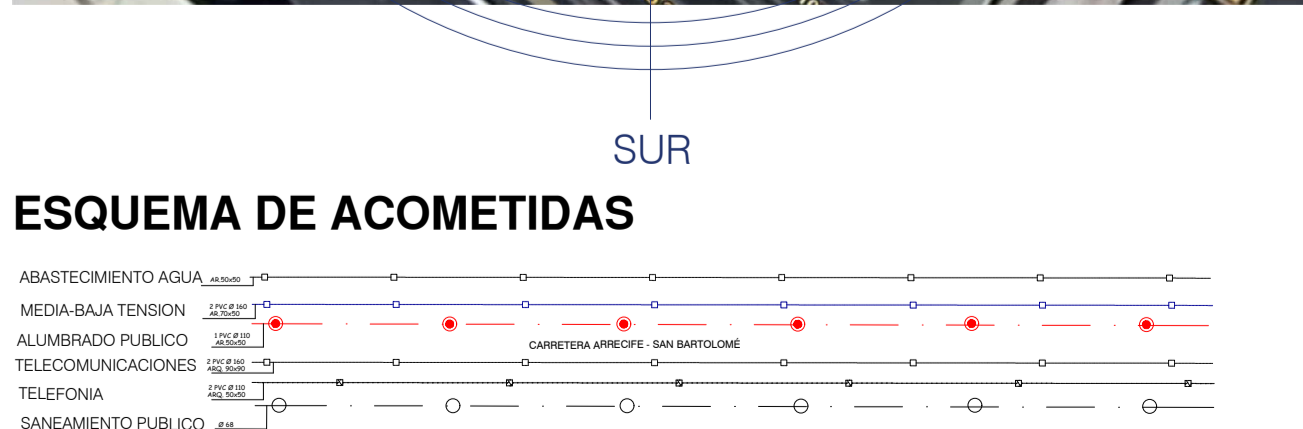 SUR
ESQUEMA DE ACOMETIDAS
ABASTECIMIENTO AGUA AR.50x50
MEDIA-BAJA TENSION 2 PVC Ø 160
AR.70x50
ALUMBRADO PUBLICO 1 PVC Ø 110
AR.50x50
CARRETERA ARRECIFE - SAN BARTOLOMÉ
TELECOMUNICACIONES 2 PVC Ø 160
ARQ. 90x90
TELEFONIA 2 PVC Ø 110
ARQ. 50x50
SANEAMIENTO PUBLICO Ø 68